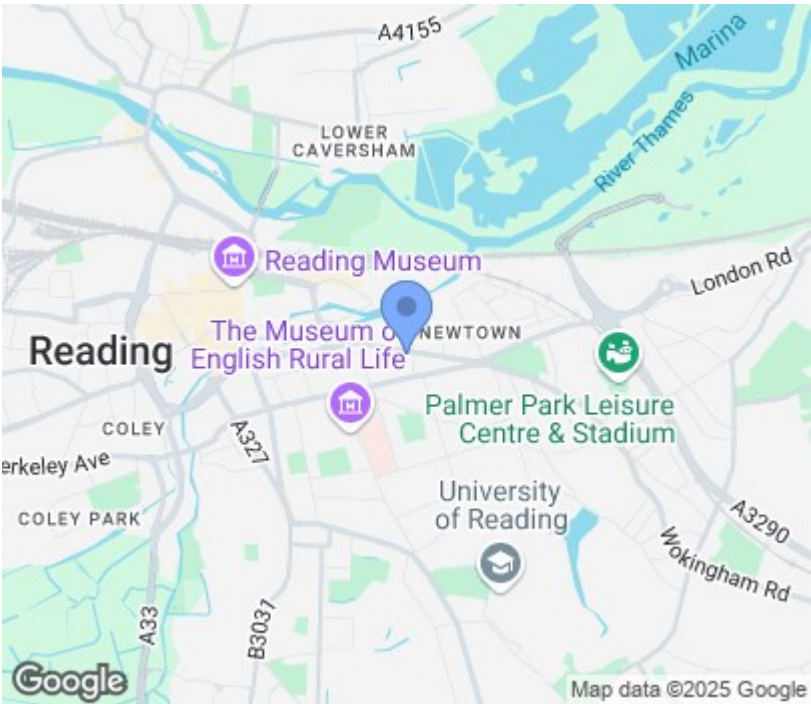 A4155
Marina
LOWER
CAVERSHAM
River Thames
Reading Museum
London Rd
The Museum of
English Rural Life
NEWTOWN
Reading
Palmer Park Leisure
Centre & Stadium
COLEY
A327
erkeley Ave
University
of Reading
COLEY PARK
A3290
Wokingham Rd
A33
B3031
Google
Map data ©2025 Google